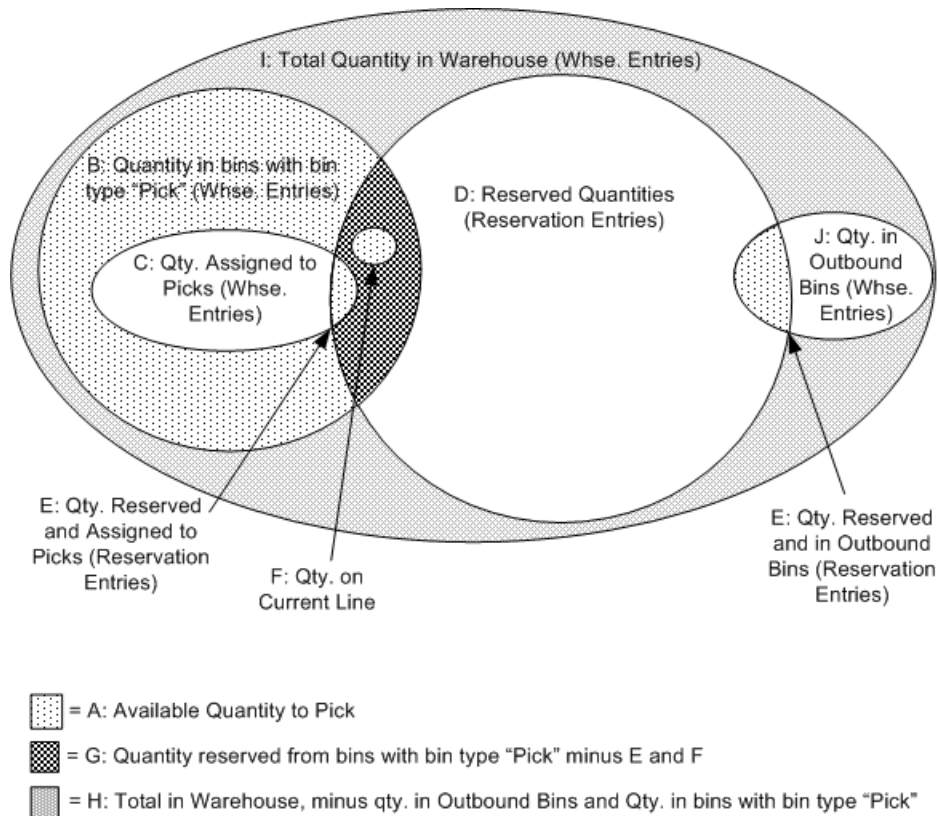 I: Total Quantity in Warehouse (Whse. Entries)
B: Quantity in bins with bin
type “Pick” (Whse. Entries)
D: Reserved Quantities
(Reservation Entries)
C: Qty. Assigned to
Picks (Whse.
Entries)
J: Qty. in
Outbound
Bins (Whse.
Entries)
E: Qty. Reserved
and Assigned to
Picks (Reservation
Entries)
F: Qty. on
Current Line
E: Qty. Reserved
and in Outbound
Bins (Reservation
Entries)
= A: Available Quantity to Pick
= G: Quantity reserved from bins with bin type “Pick” minus E and F
= H: Total in Warehouse, minus qty. in Outbound Bins and Qty. in bins with bin type “Pick”